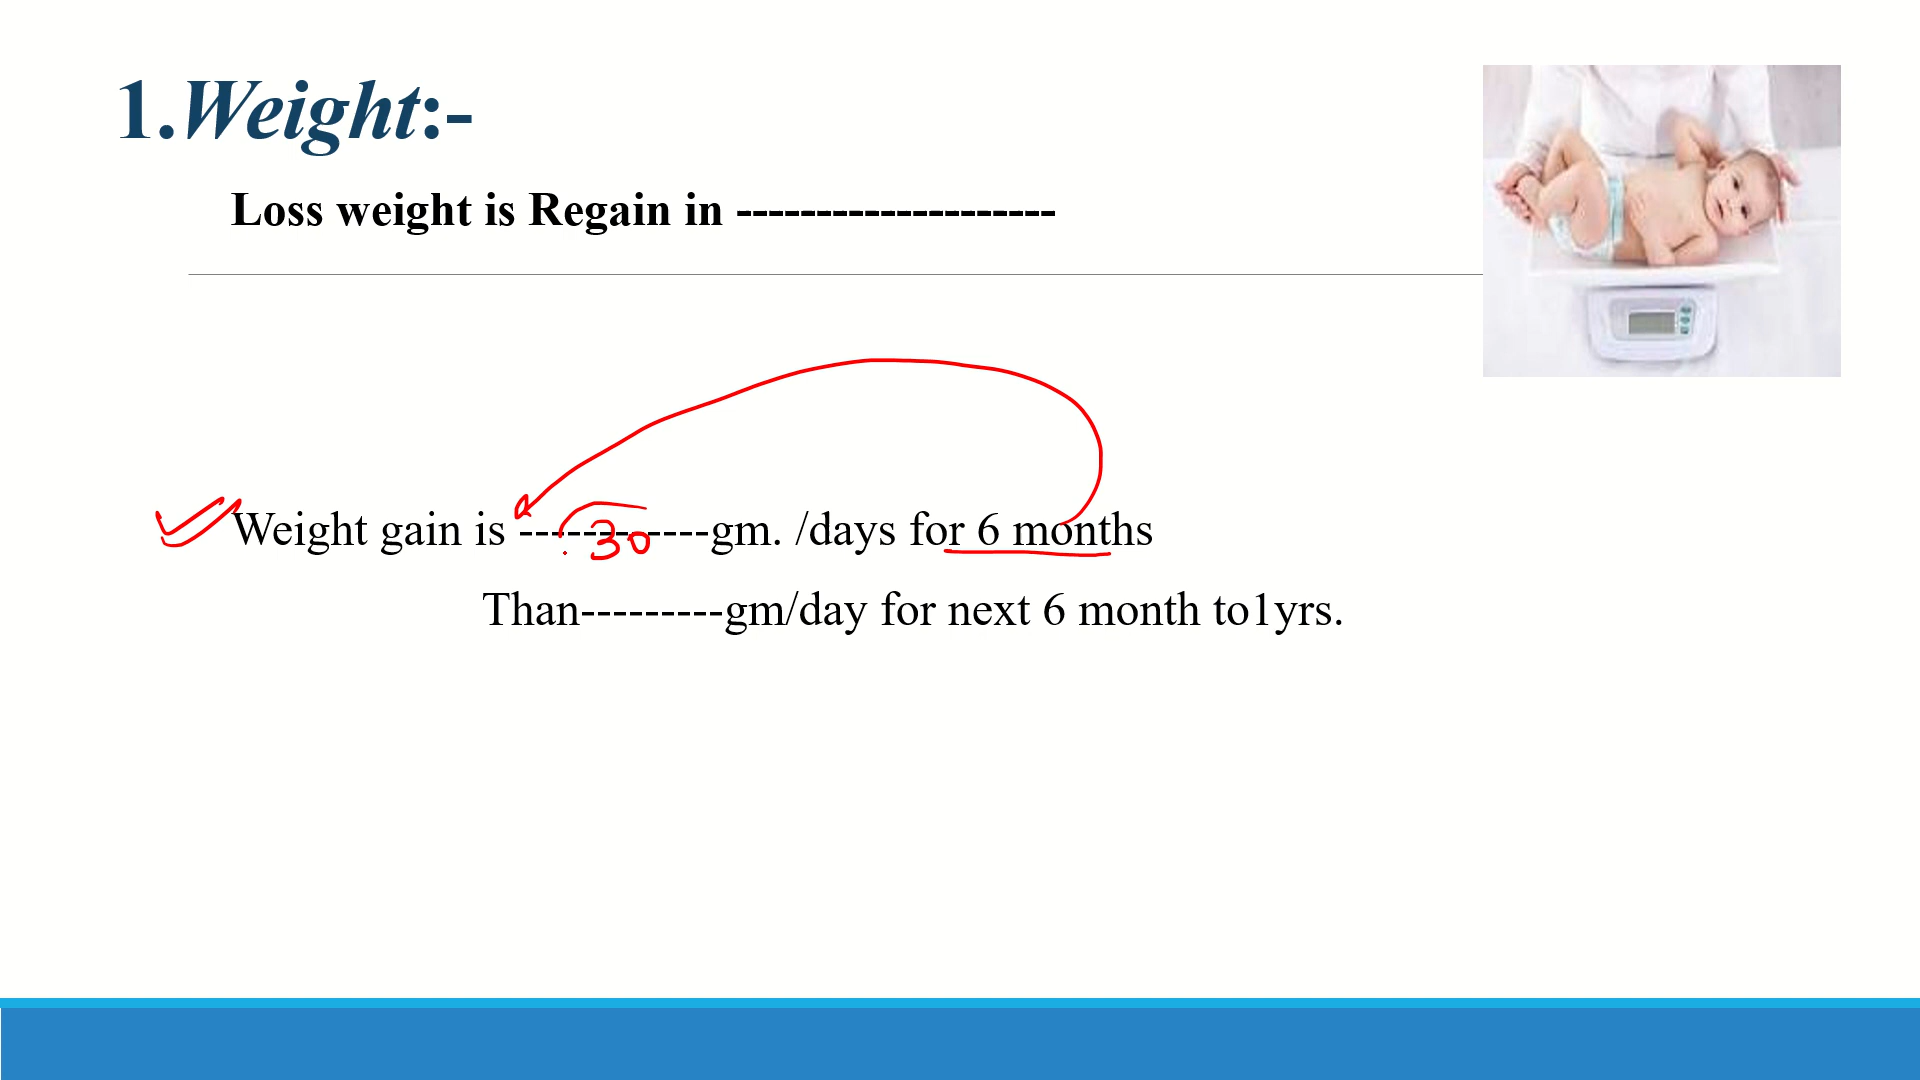 1.Weight:-
Loss weight is Regain in --------------------
Weight gain is ------------gm. /days for 6 months
30
Than---------gm/day for next 6 month to1yrs.